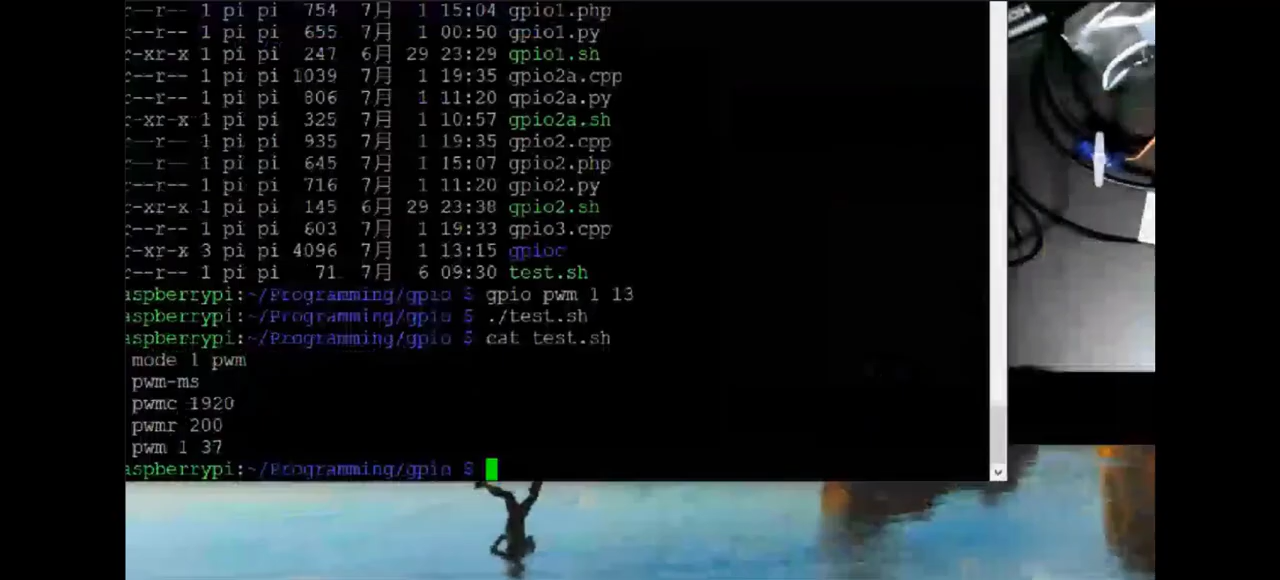 r--r-- 1 pi pi 754 7月 1 15:04 gpio1.php
r--r-- 1 pi pi 655 7月 1 00:50 gpio1.py
r-xr-x 1 pi pi 247 6月 29 23:29 gpio1.sh
r--r-- 1 pi pi 1039 7月 1 19:35 gpio2a.cpp
r--r-- 1 pi pi 806 7月 1 11:20 gpio2a.py
r-xr-x 1 pi pi 325 7月 1 10:57 gpio2a.sh
r--r-- 1 pi pi 935 7月 1 19:35 gpio2.cpp
r--r-- 1 pi pi 645 7月 1 15:07 gpio2.php
r--r-- 1 pi pi 716 7月 1 11:20 gpio2.py
r-xr-x 1 pi pi 145 6月 29 23:38 gpio2.sh
r--r-- 1 pi pi 603 7月 1 19:33 gpio3.cpp
r-xr-x 3 pi pi 4096 7月 1 13:15 gpioc
r--r-- 1 pi pi 71 7月 6 09:30 test.sh
aspberrypi:~/Programming/gpio $ gpio pwm 1 13
aspberrypi:~/Programming/gpio $ ./test.sh
aspberrypi:~/Programming/gpio $ cat test.sh
mode 1 pwm
pwm-ms
pwmc 1920
pwmr 200
pwm 1 37
aspberrypi:~/Programming/gpio $